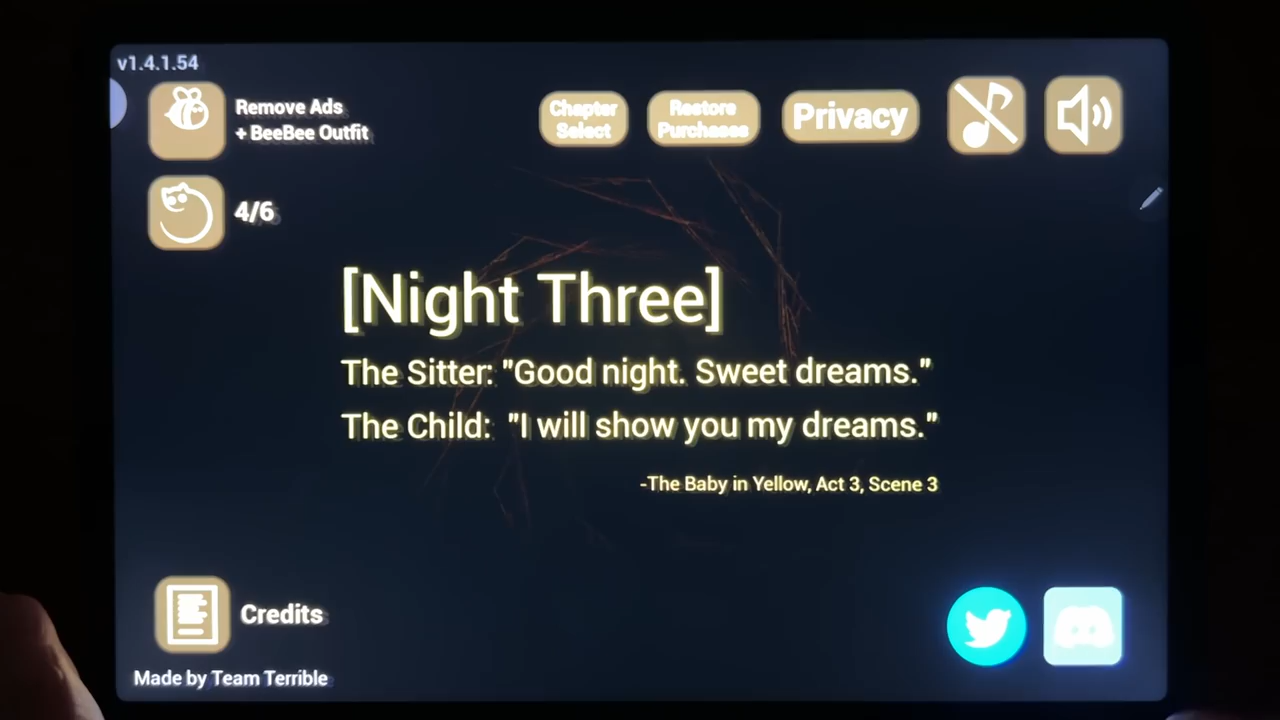 v1.4.1.54
Remove Ads
+ BeeBee Outfit
Chapter
Select
Restore
Purchases
Privacy
4/6
[Night Three]
The Sitter: "Good night. Sweet dreams."
The Child: "I will show you my dreams."
-The Baby in Yellow, Act 3, Scene 3
Credits
Made by Team Terrible